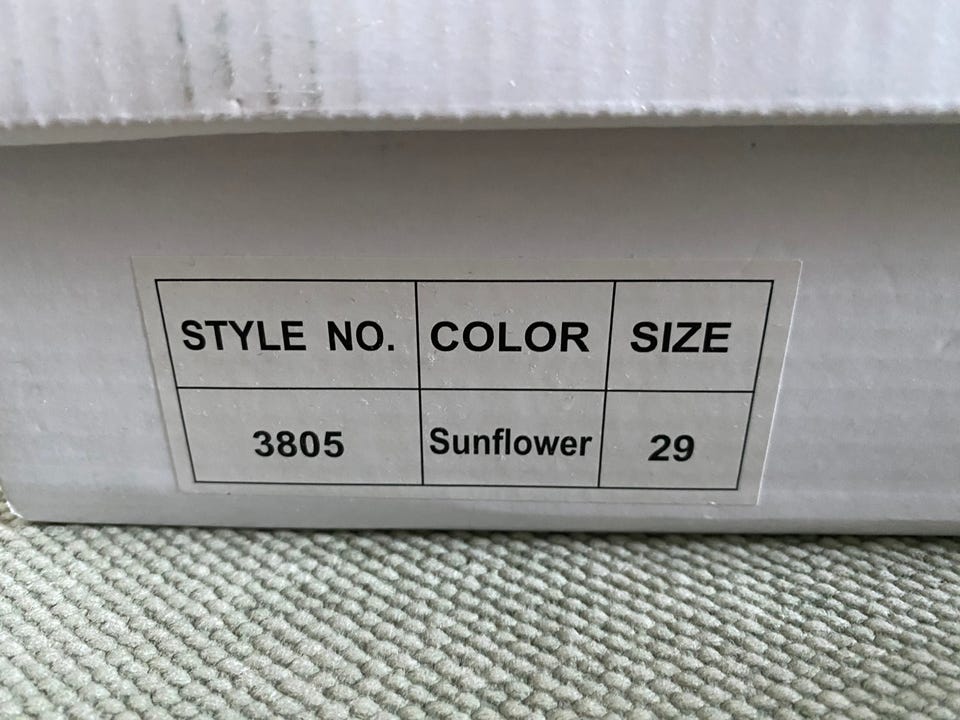 STYLE NO. COLOR SIZE
3805 Sunflower 29